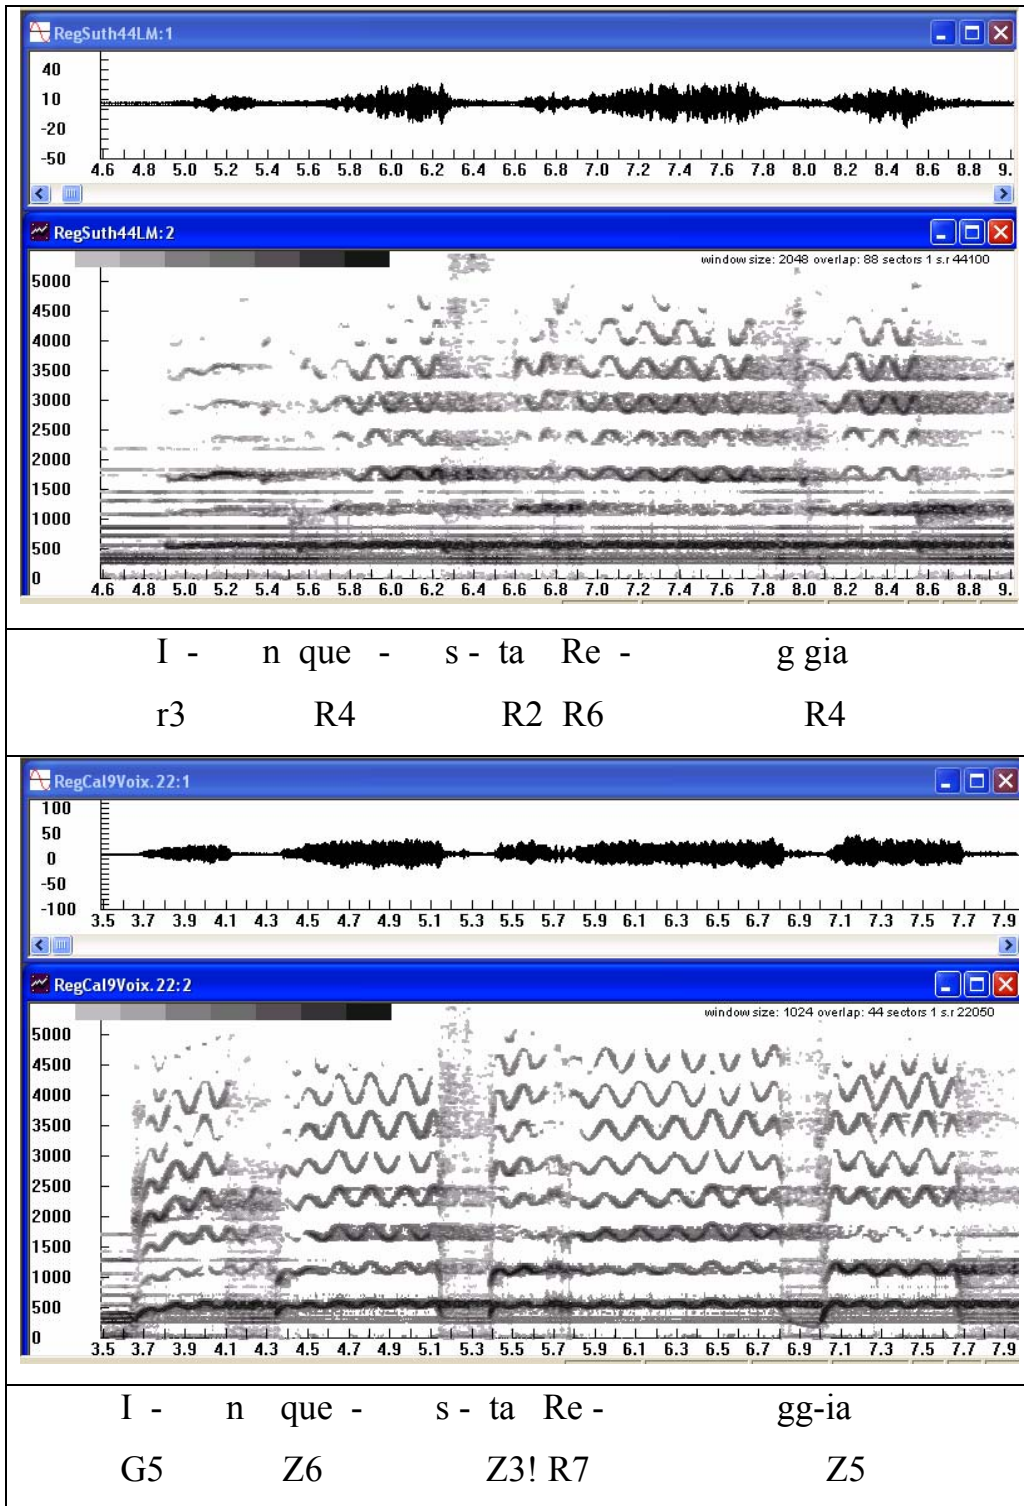 RegSuth44LM:1
40
10
-20
-50
4.6 4.8 5.0 5.2 5.4 5.6 5.8 6.0 6.2 6.4 6.6 6.8 7.0 7.2 7.4 7.6 7.8 8.0 8.2 8.4 8.6 8.8 9.
RegSuth44LM:2
window size: 2048 overlap: 88 sectors 1 s.r 44100
5000
4500
4000
3500
3000
2500
2000
1500
1000
500
0
4.6 4.8 5.0 5.2 5.4 5.6 5.8 6.0 6.2 6.4 6.6 6.8 7.0 7.2 7.4 7.6 7.8 8.0 8.2 8.4 8.6 8.8 9.
I - n que - s - ta Re - g gia
r3 R4 R2 R6 R4
RegCal9Voix.22:1
100
50
0
-50
-100
3.5 3.7 3.9 4.1 4.3 4.5 4.7 4.9 5.1 5.3 5.5 5.7 5.9 6.1 6.3 6.5 6.7 6.9 7.1 7.3 7.5 7.7 7.9
RegCal9Voix.22:2
window size: 1024 overlap: 44 sectors 1 s.r 22050
5000
4500
4000
3500
3000
2500
2000
1500
1000
500
0
3.5 3.7 3.9 4.1 4.3 4.5 4.7 4.9 5.1 5.3 5.5 5.7 5.9 6.1 6.3 6.5 6.7 6.9 7.1 7.3 7.5 7.7 7.9
I - n que - s - ta Re - gg-ia
G5 Z6 Z3! R7 Z5